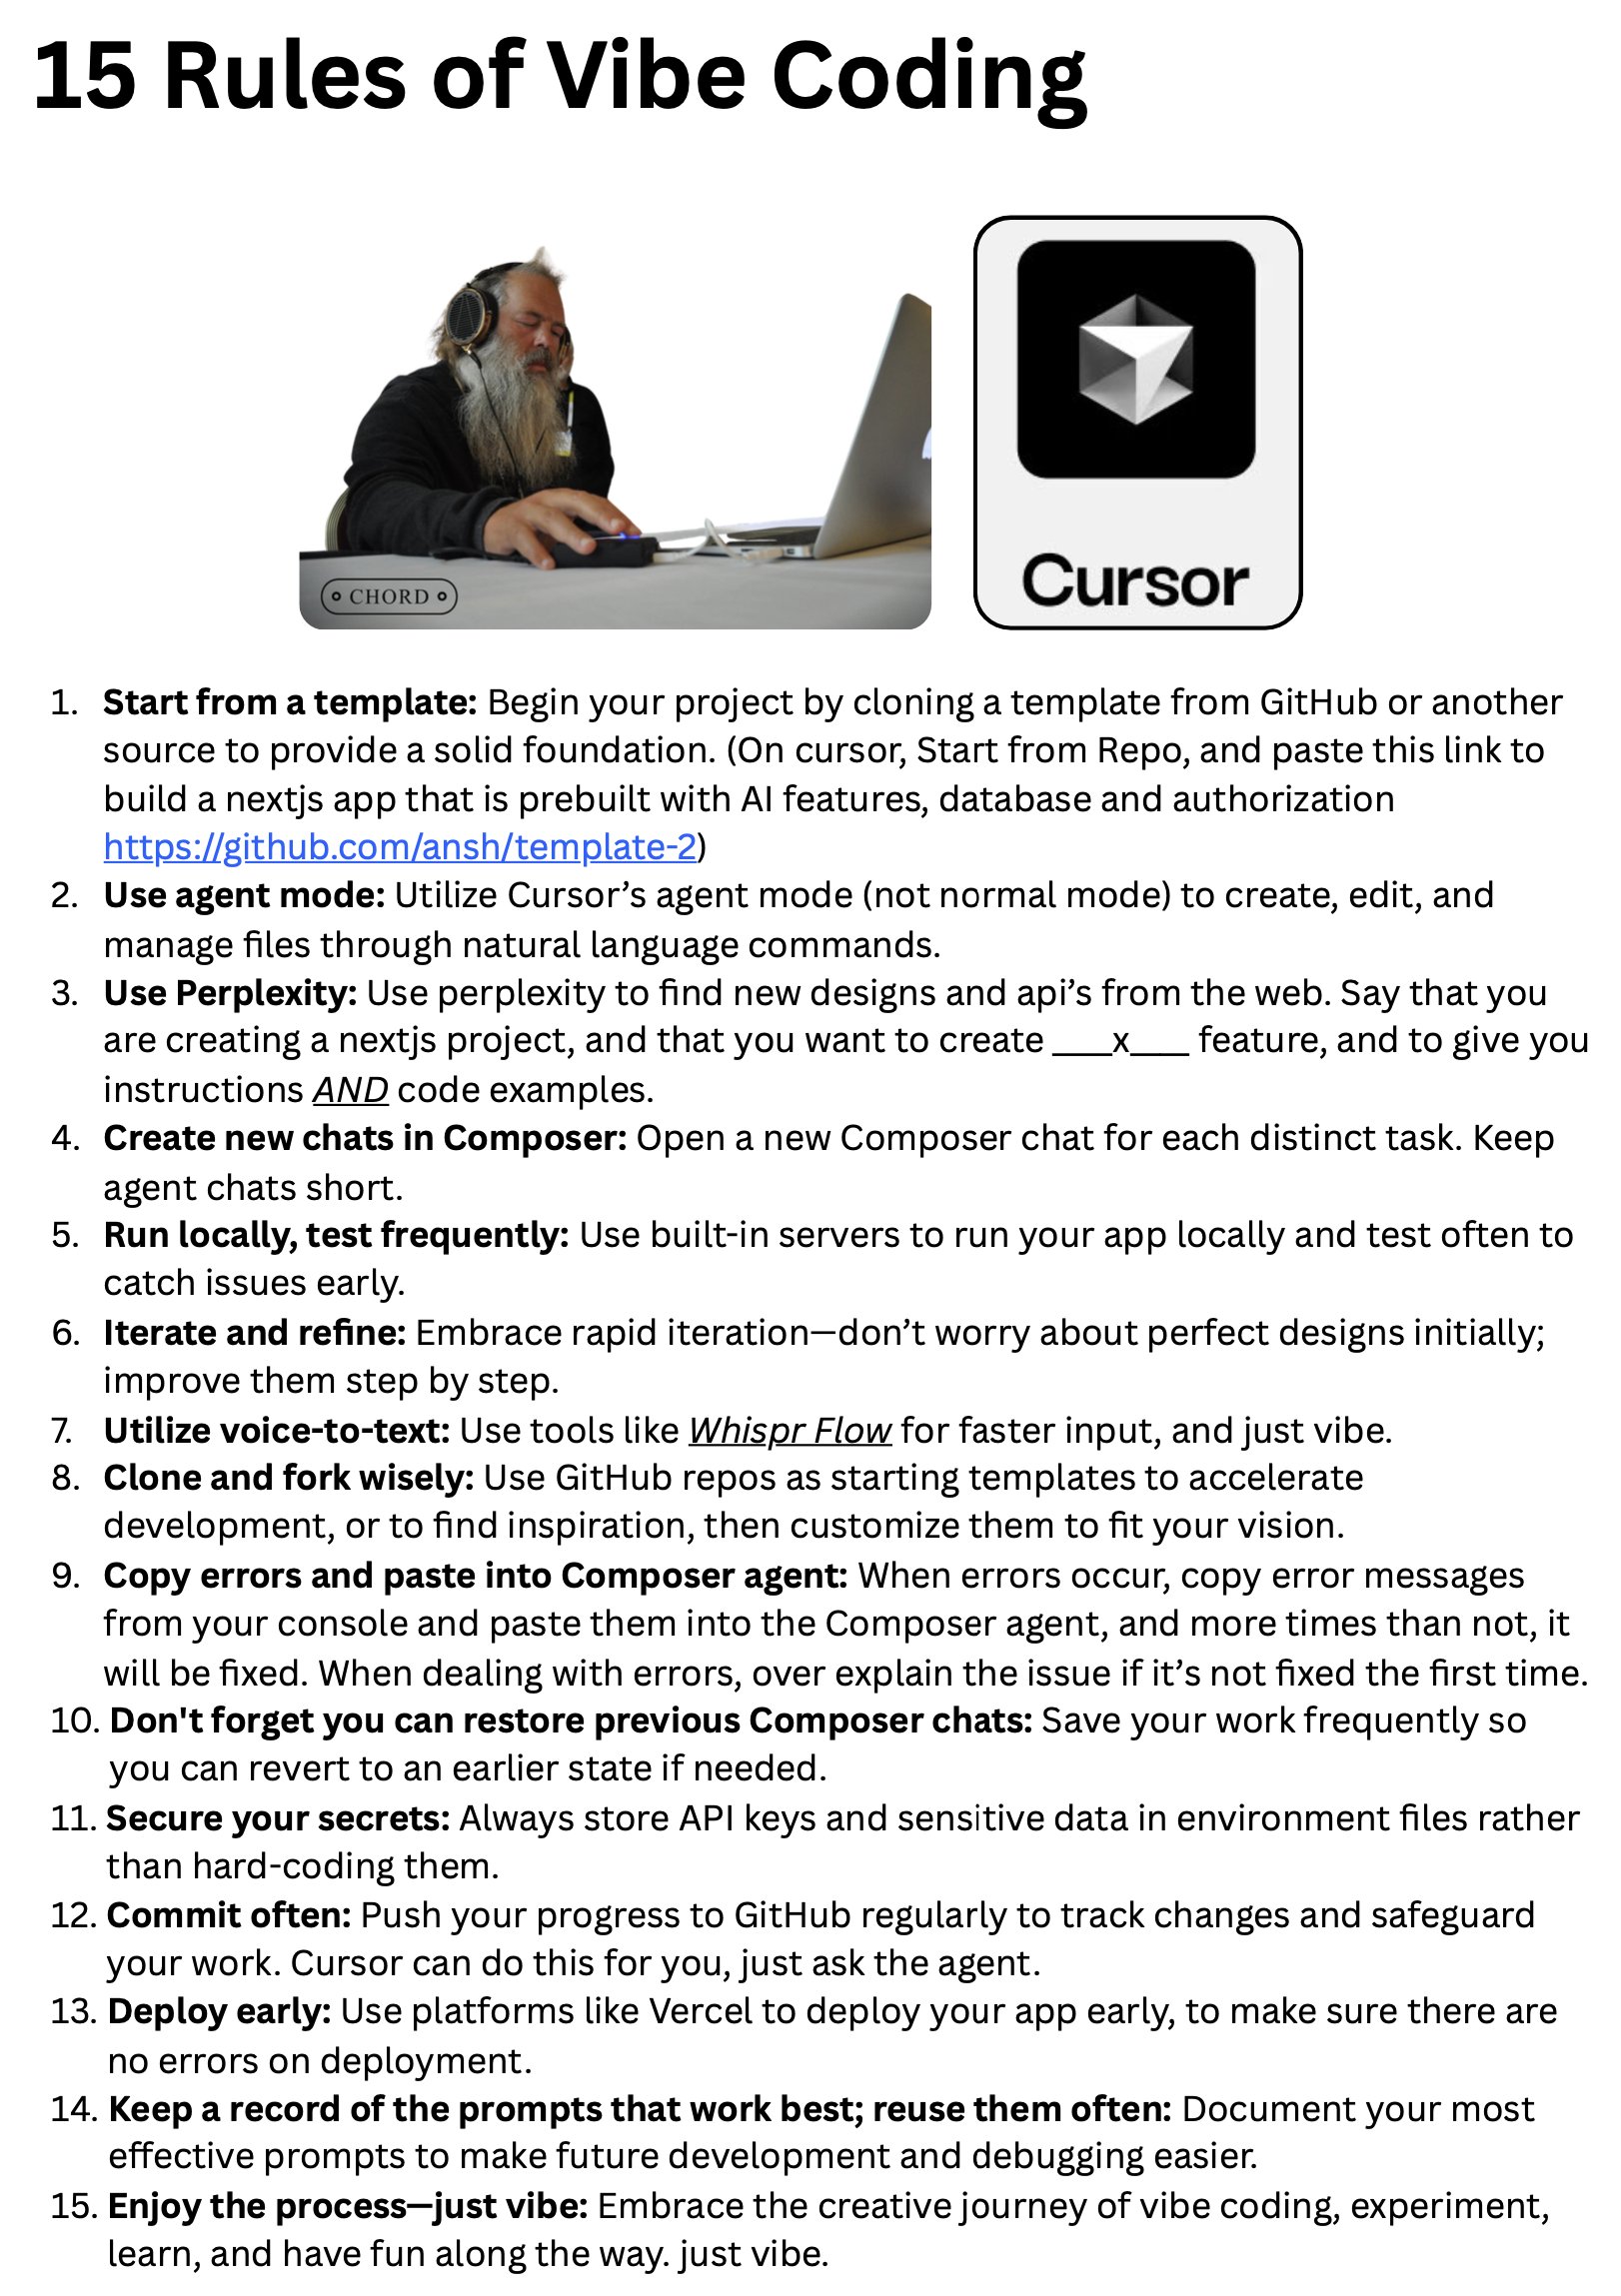 15 Rules of Vibe Coding
CHORD
Cursor
1. Start from a template: Begin your project by cloning a template from GitHub or another
source to provide a solid foundation. (On cursor, Start from Repo, and paste this link to
build a nextjs app that is prebuilt with AI features, database and authorization
https://github.com/ansh/template-2)
2. Use agent mode: Utilize Cursor’s agent mode (not normal mode) to create, edit, and
manage files through natural language commands.
3. Use Perplexity: Use perplexity to find new designs and api’s from the web. Say that you
are creating a nextjs project, and that you want to create ___x___ feature, and to give you
instructions AND code examples.
4. Create new chats in Composer: Open a new Composer chat for each distinct task. Keep
agent chats short.
5. Run locally, test frequently: Use built-in servers to run your app locally and test often to
catch issues early.
6. Iterate and refine: Embrace rapid iteration—don’t worry about perfect designs initially;
improve them step by step.
7. Utilize voice-to-text: Use tools like Whispr Flow for faster input, and just vibe.
8. Clone and fork wisely: Use GitHub repos as starting templates to accelerate
development, or to find inspiration, then customize them to fit your vision.
9. Copy errors and paste into Composer agent: When errors occur, copy error messages
from your console and paste them into the Composer agent, and more times than not, it
will be fixed. When dealing with errors, over explain the issue if it’s not fixed the first time.
10. Don't forget you can restore previous Composer chats: Save your work frequently so
you can revert to an earlier state if needed.
11. Secure your secrets: Always store API keys and sensitive data in environment files rather
than hard-coding them.
12. Commit often: Push your progress to GitHub regularly to track changes and safeguard
your work. Cursor can do this for you, just ask the agent.
13. Deploy early: Use platforms like Vercel to deploy your app early, to make sure there are
no errors on deployment.
14. Keep a record of the prompts that work best; reuse them often: Document your most
effective prompts to make future development and debugging easier.
15. Enjoy the process—just vibe: Embrace the creative journey of vibe coding, experiment,
learn, and have fun along the way. just vibe.